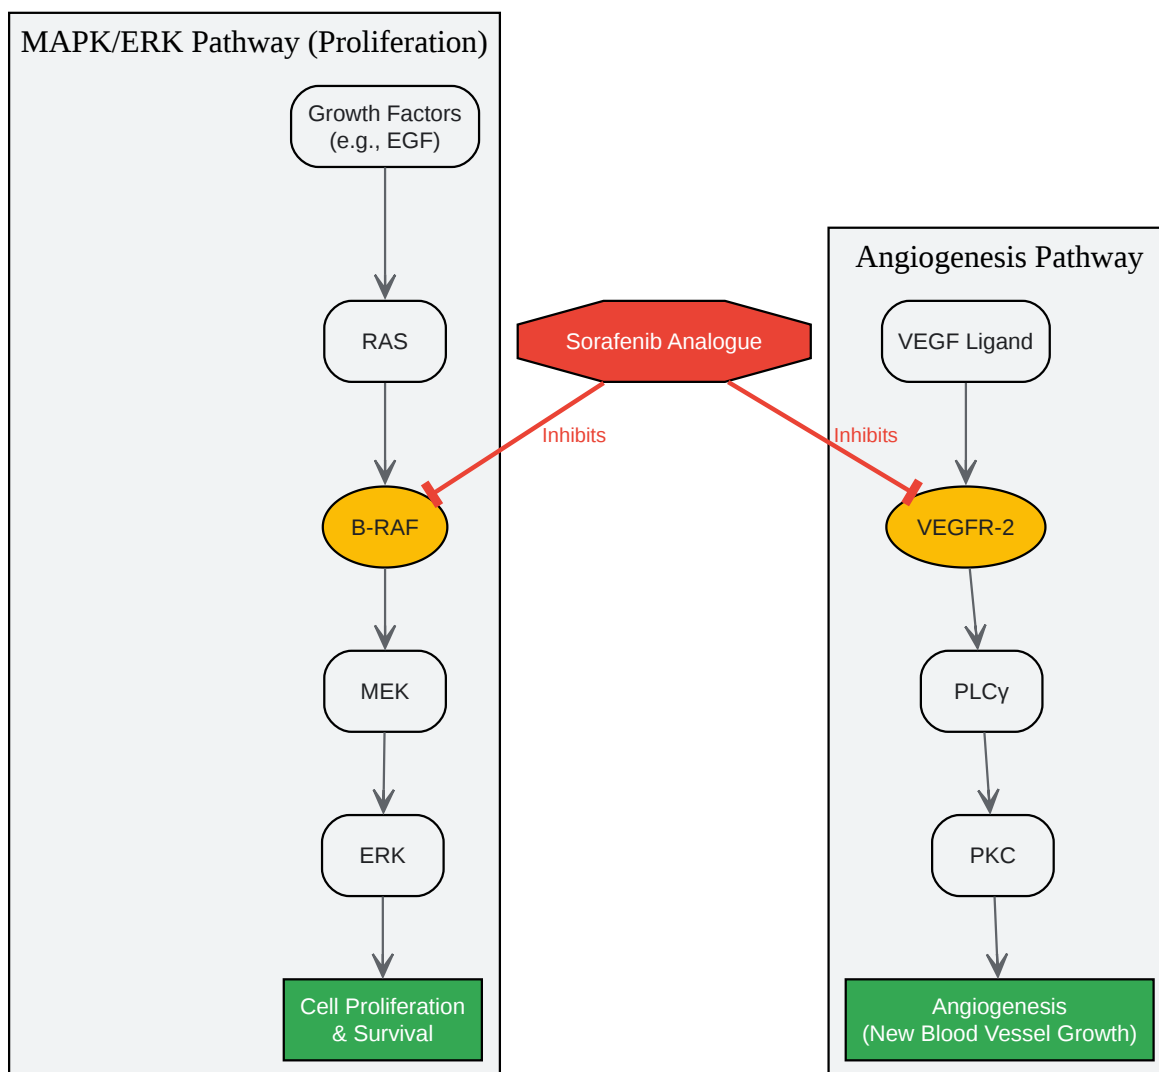 MAPK/ERK Pathway (Proliferation)
Growth Factors
(e.g., EGF)
RAS
B-RAF
MEK
ERK
Cell Proliferation
& Survival
Sorafenib Analogue
Inhibits
Inhibits
Angiogenesis Pathway
VEGF Ligand
VEGFR-2
PLCγ
PKC
Angiogenesis
(New Blood Vessel Growth)